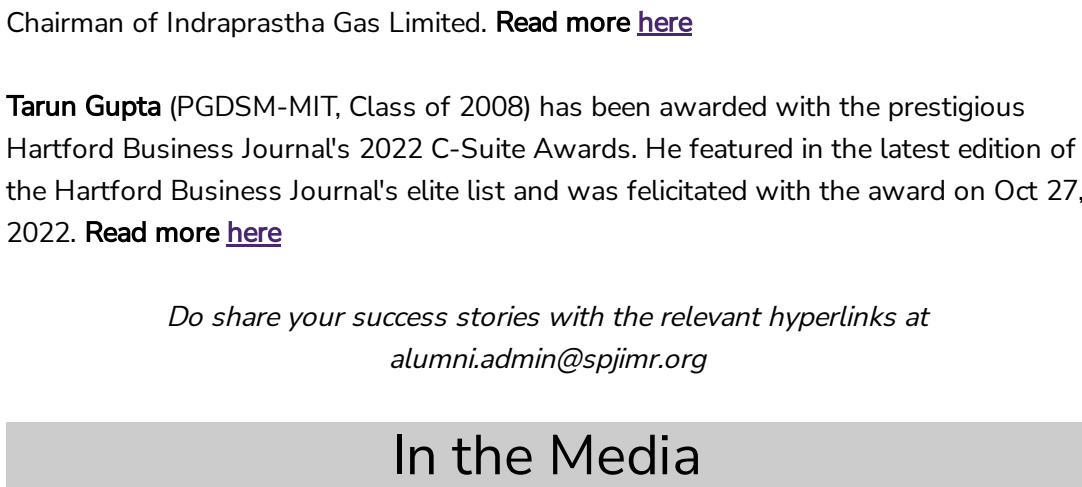 Chairman of Indraprastha Gas Limited. Read more here
Tarun Gupta (PGDSM-MIT, Class of 2008) has been awarded with the prestigious
Hartford Business Journal's 2022 C-Suite Awards. He featured in the latest edition of
the Hartford Business Journal's elite list and was felicitated with the award on Oct 27,
2022. Read more here
Do share your success stories with the relevant hyperlinks at
alumni.admin@spjimr.org
In the Media